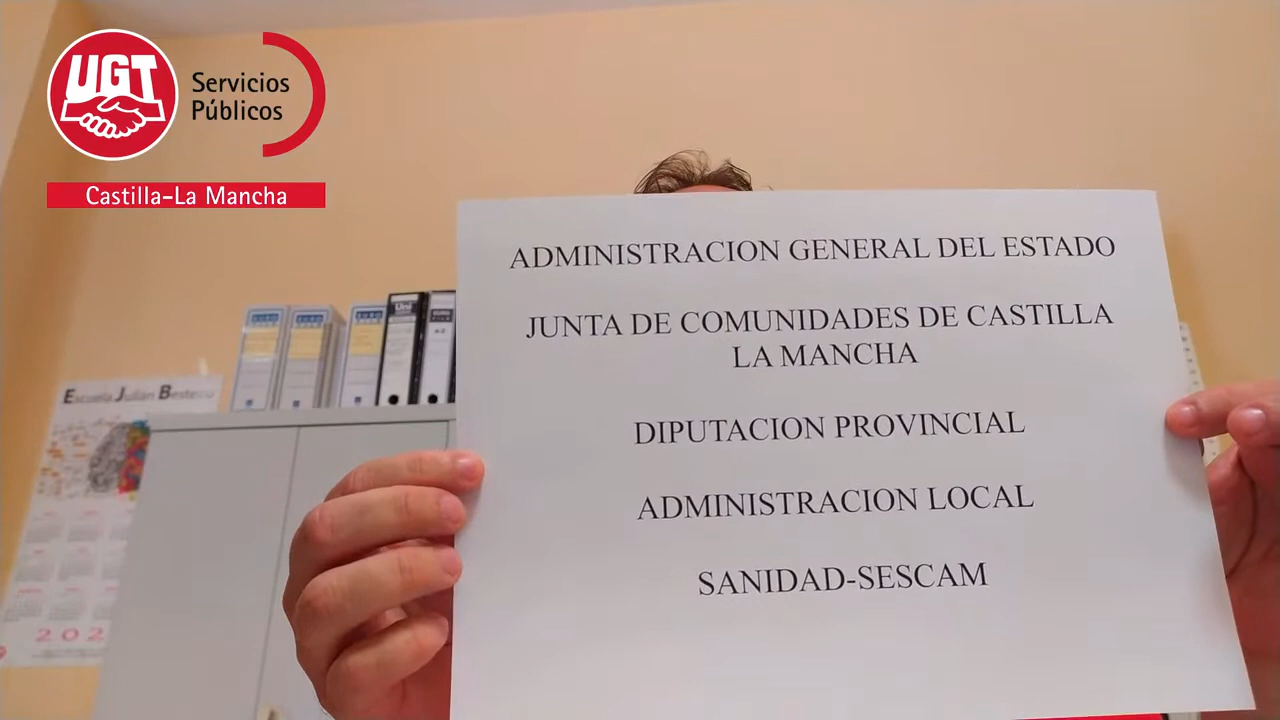 UGT
Servicios
Públicos
Castilla-La Mancha
ADMINISTRACION GENERAL DEL ESTADO
JUNTA DE COMUNIDADES DE CASTILLA
LA MANCHA
DIPUTACION PROVINCIAL
ADMINISTRACION LOCAL
SANIDAD-SESCAM
Escuela Julián Besteiro
202